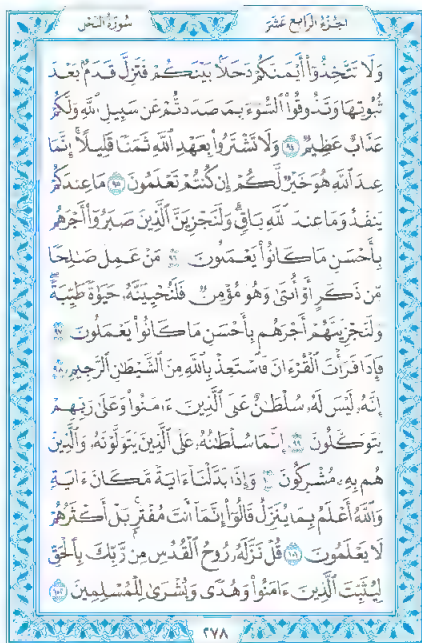 الجزء الرابع عشر
سورة النحل
وَلَا تَتَّخِذُوٓا۟ أَيْمَٰنَكُمْ دَخَلًۢا بَيْنَكُمْ فَتَزِلَّ قَدَمٌۢ بَعْدَ
ثُبُوتِهَا وَتَذُوقُوا۟ ٱلسُّوٓءَ بِمَا صَدَدتُّمْ عَن سَبِيلِ ٱللَّهِ وَلَكُمْ
عَذَابٌ عَظِيمٌ ٩٤ وَلَا تَشْتَرُوا۟ بِعَهْدِ ٱللَّهِ ثَمَنًا قَلِيلًا إِنَّمَا
عِندَ ٱللَّهِ هُوَ خَيْرٌ لَّكُمْ إِن كُنتُمْ تَعْلَمُونَ ٩٥ مَا عِندَكُمْ
يَنفَدُ وَمَا عِندَ ٱللَّهِ بَاقٍ وَلَنَجْزِيَنَّ ٱلَّذِينَ صَبَرُوٓا۟ أَجْرَهُم
بِأَحْسَنِ مَا كَانُوا۟ يَعْمَلُونَ ٩٦ مَنْ عَمِلَ صَٰلِحًا
مِّن ذَكَرٍ أَوْ أُنثَىٰ وَهُوَ مُؤْمِنٌ فَلَنُحْيِيَنَّهُۥ حَيَوٰةً طَيِّبَةً
وَلَنَجْزِيَنَّهُمْ أَجْرَهُم بِأَحْسَنِ مَا كَانُوا۟ يَعْمَلُونَ ٩٧
فَإِذَا قَرَأْتَ ٱلْقُرْءَانَ فَٱسْتَعِذْ بِٱللَّهِ مِنَ ٱلشَّيْطَٰنِ ٱلرَّجِيمِ ٩٨
إِنَّهُۥ لَيْسَ لَهُۥ سُلْطَٰنٌ عَلَى ٱلَّذِينَ ءَامَنُوا۟ وَعَلَىٰ رَبِّهِمْ
يَتَوَكَّلُونَ ٩٩ إِنَّمَا سُلْطَٰنُهُۥ عَلَى ٱلَّذِينَ يَتَوَلَّوْنَهُۥ وَٱلَّذِينَ
هُم بِهِۦ مُشْرِكُونَ ١٠٠ وَإِذَا بَدَّلْنَآ ءَايَةً مَّكَانَ ءَايَةٍ
وَٱللَّهُ أَعْلَمُ بِمَا يُنَزِّلُ قَالُوٓا۟ إِنَّمَآ أَنتَ مُفْتَرٍۭ بَلْ أَكْثَرُهُمْ
لَا يَعْلَمُونَ ١٠١ قُلْ نَزَّلَهُۥ رُوحُ ٱلْقُدُسِ مِن رَّبِّكَ بِٱلْحَقِّ
لِيُثَبِّتَ ٱلَّذِينَ ءَامَنُوا۟ وَهُدًى وَبُشْرَىٰ لِلْمُسْلِمِينَ ١٠٢
٢٧٨